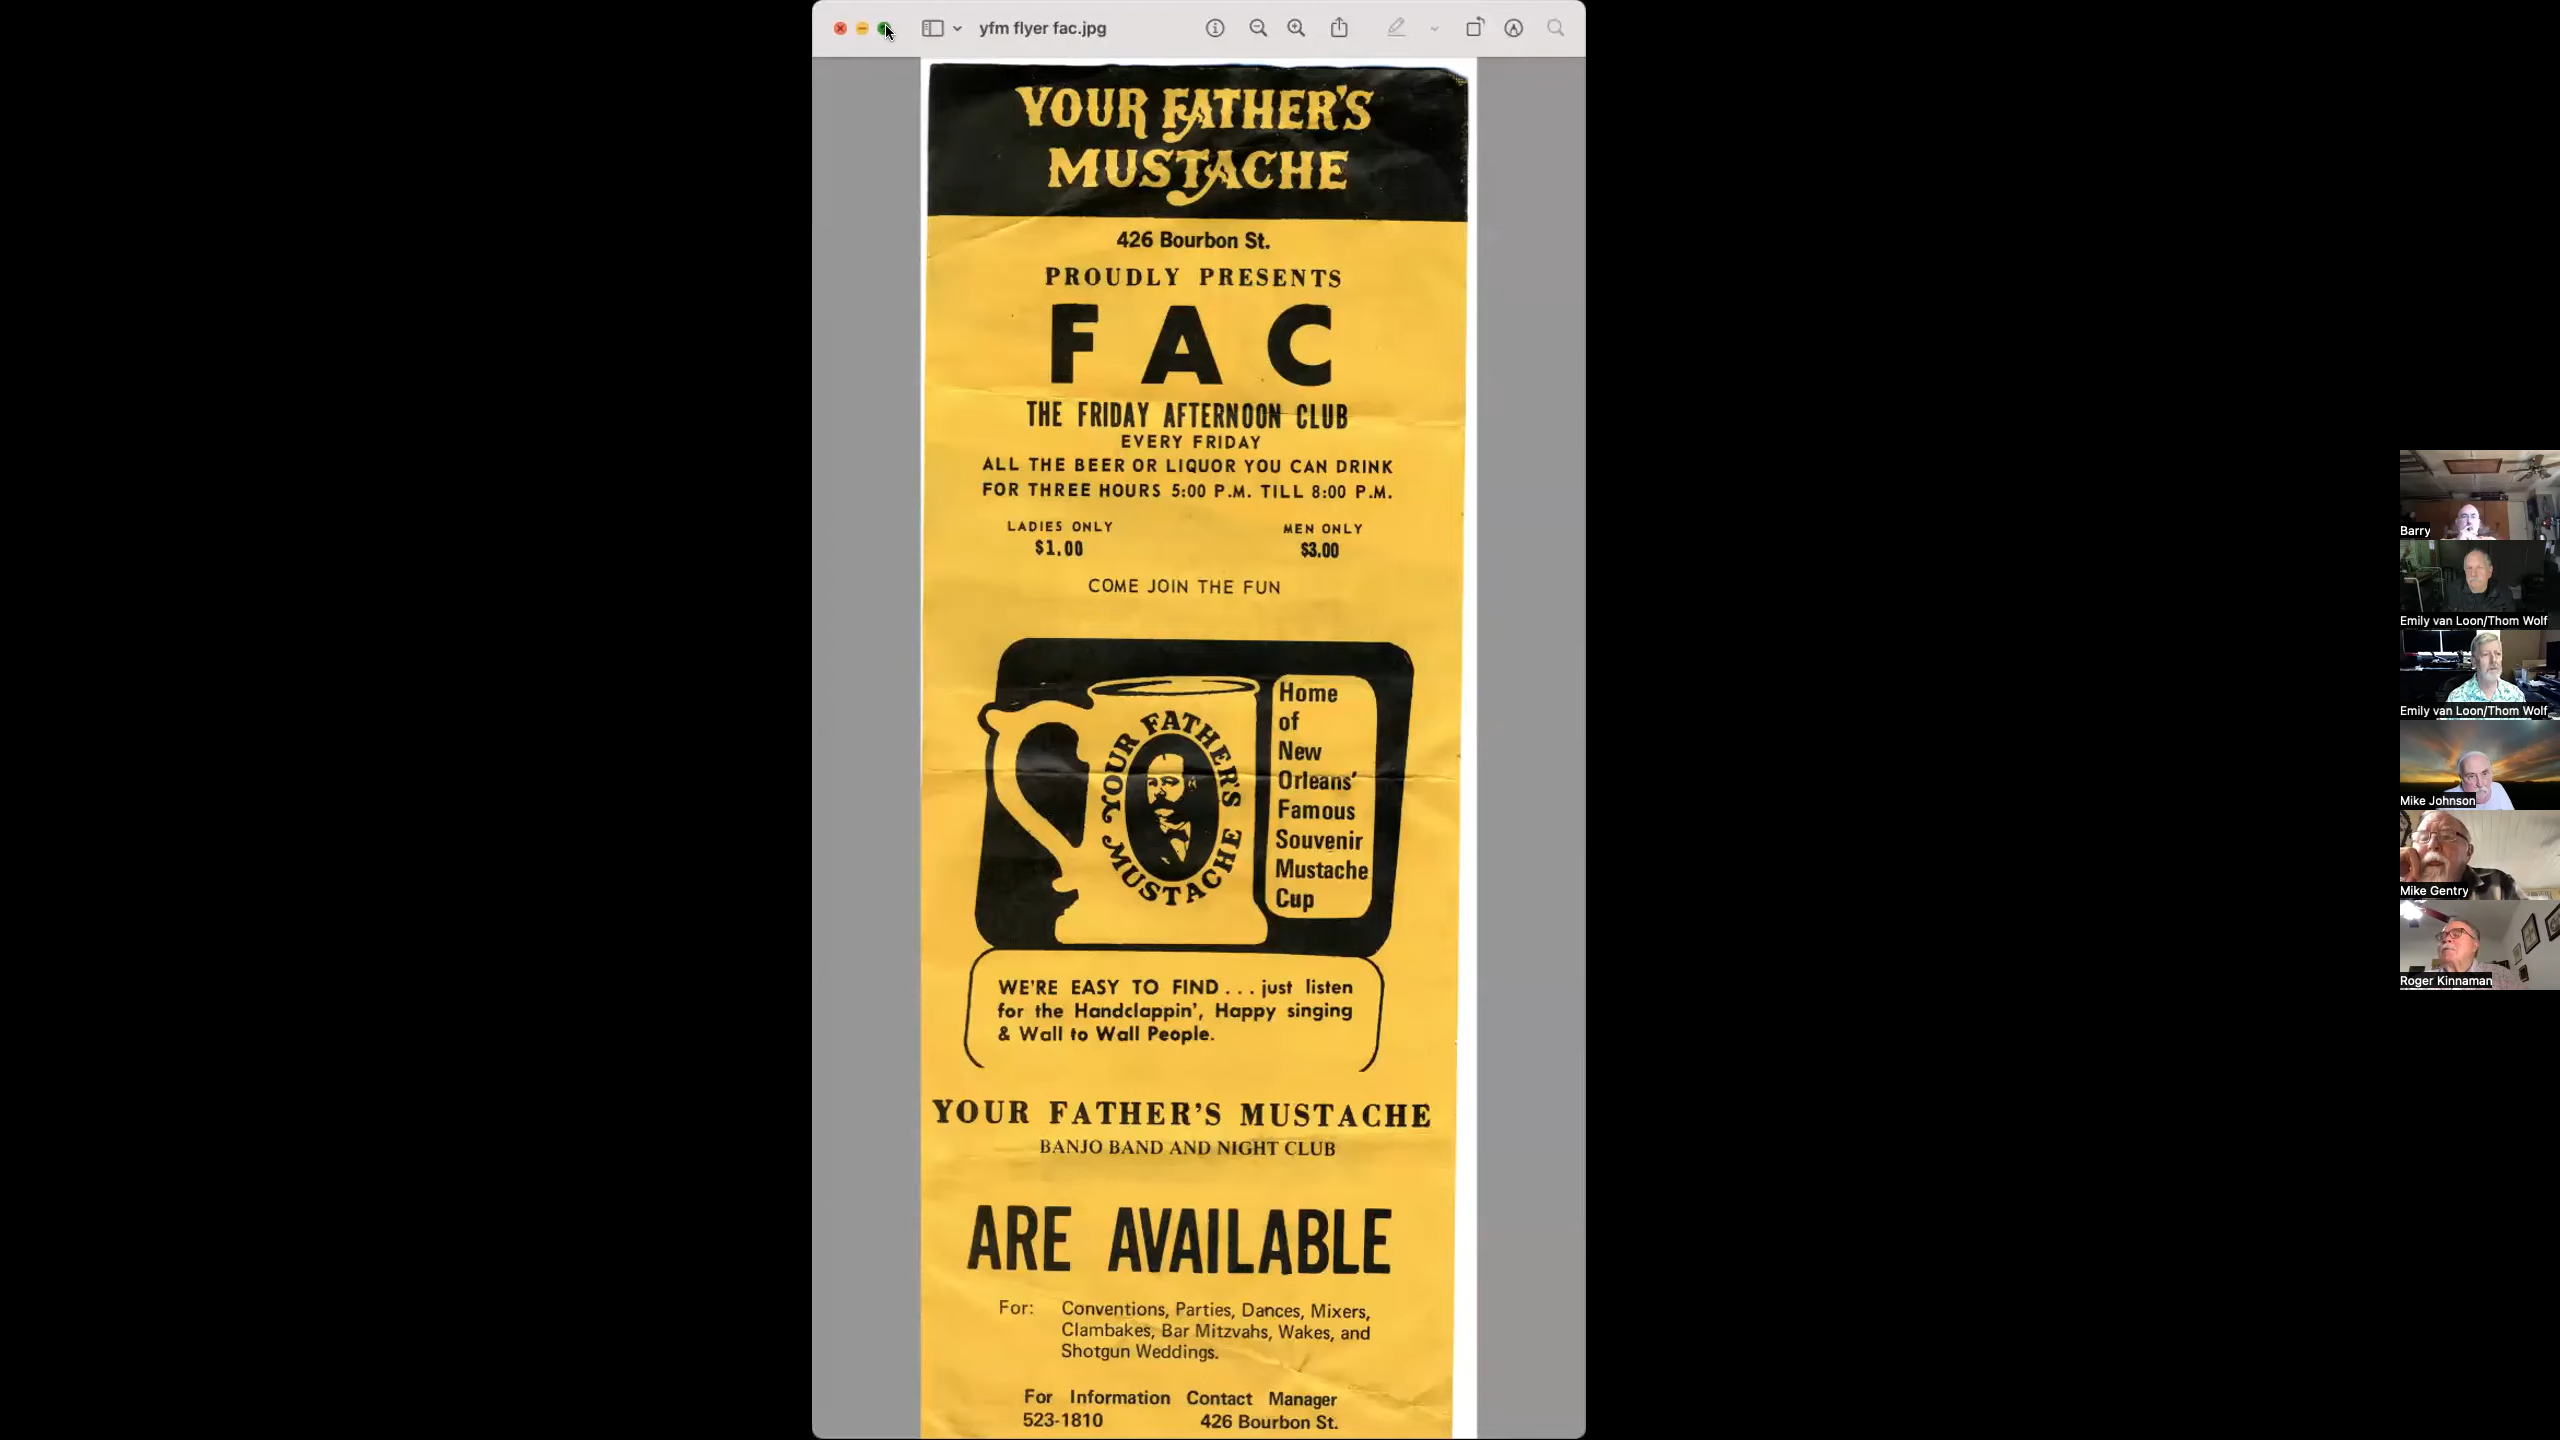 yfm flyer fac.jpg
YOUR FATHER'S
MUSTACHE
426 Bourbon St.
PROUDLY PRESENTS
F A C
THE FRIDAY AFTERNOON CLUB
EVERY FRIDAY
ALL THE BEER OR LIQUOR YOU CAN DRINK
FOR THREE HOURS 5:00 P.M. TILL 8:00 P.M.
LADIES ONLY
$1.00
MEN ONLY
$3.00
COME JOIN THE FUN
YOUR FATHER'S
MUSTACHE
Home
of
New
Orleans'
Famous
Souvenir
Mustache
Cup
WE'RE EASY TO FIND . . . just listen
for the Handclappin', Happy singing
& Wall to Wall People.
YOUR FATHER'S MUSTACHE
BANJO BAND AND NIGHT CLUB
ARE AVAILABLE
For: Conventions, Parties, Dances, Mixers,
Clambakes, Bar Mitzvahs, Wakes, and
Shotgun Weddings.
For Information Contact Manager
523-1810 426 Bourbon St.
Barry
Emily van Loon/Thom Wolf
Emily van Loon/Thom Wolf
Mike Johnson
Mike Gentry
Roger Kinnaman